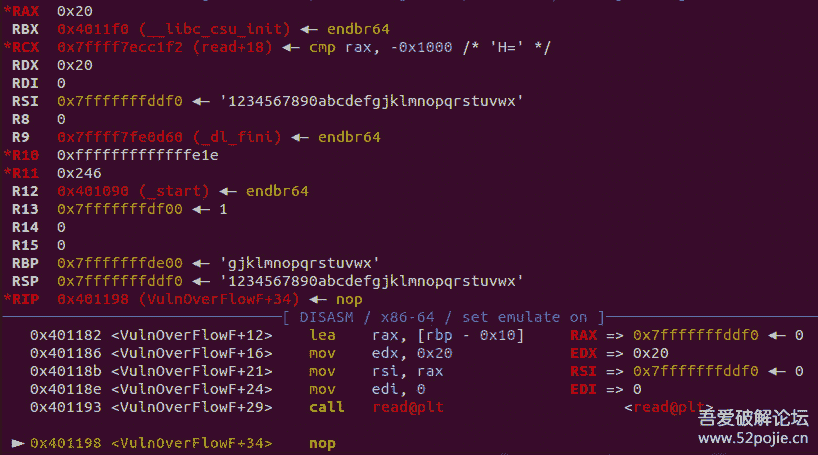 *RAX 0x20
RBX 0x4011f0 (__libc_csu_init) ◂— endbr64
*RCX 0x7ffff7ecc1f2 (read+18) ◂— cmp rax, -0x1000 /* 'H=' */
RDX 0x20
RDI 0
RSI 0x7fffffffddf0 ◂— '1234567890abcdefgjklmnopqrstuvwx'
R8 0
R9 0x7ffff7fe0d60 (_dl_fini) ◂— endbr64
*R10 0xfffffffffffffe1e
*R11 0x246
R12 0x401090 (_start) ◂— endbr64
R13 0x7fffffffdf00 ◂— 1
R14 0
R15 0
RBP 0x7fffffffde00 ◂— 'gjklmnopqrstuvwx'
RSP 0x7fffffffddf0 ◂— '1234567890abcdefgjklmnopqrstuvwx'
*RIP 0x401198 (VulnOverFlowF+34) ◂— nop
[ DISASM / x86-64 / set emulate on ]
0x401182 <VulnOverFlowF+12> lea rax, [rbp - 0x10] RAX => 0x7fffffffddf0 ◂— 0
0x401186 <VulnOverFlowF+16> mov edx, 0x20 EDX => 0x20
0x40118b <VulnOverFlowF+21> mov rsi, rax RSI => 0x7fffffffddf0 ◂— 0
0x40118e <VulnOverFlowF+24> mov edi, 0 EDI => 0
0x401193 <VulnOverFlowF+29> call read@plt <read@plt>
► 0x401198 <VulnOverFlowF+34> nop
吾爱破解论坛
www.52pojie.cn